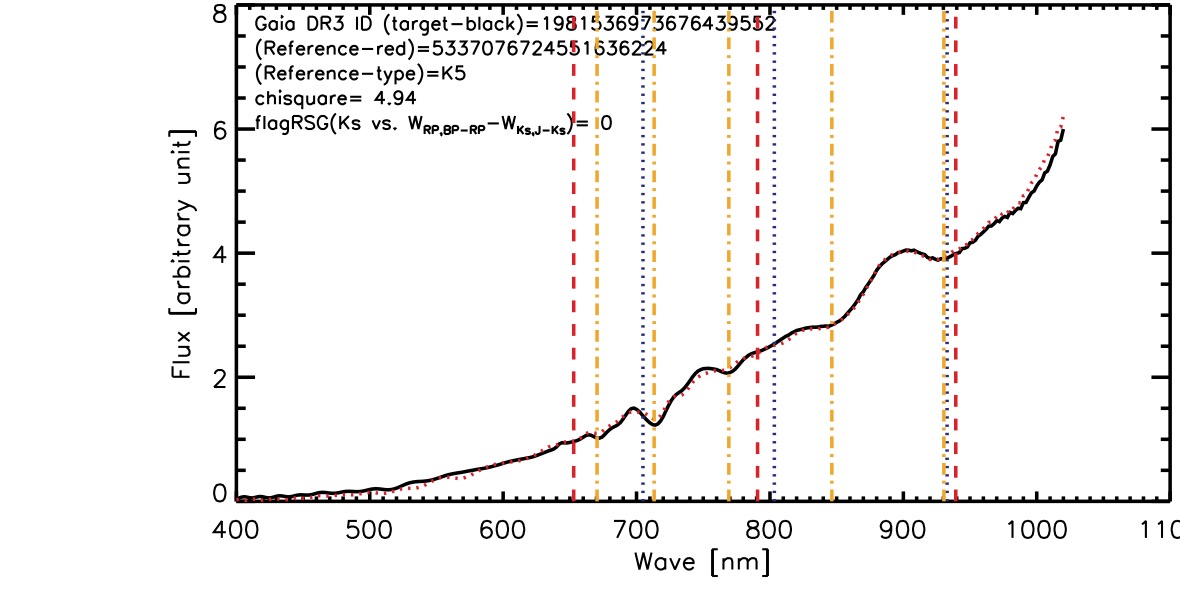 Gaia DR3 ID (target-black)=1981536973676439552
(Reference-red)=5337076724551636224
(Reference-type)=K5
chisquare= 4.94
flagRSG(Ks vs. W_RP,BP-RP-W_Ks,J-Ks)= 0
8
6
4
2
0
Flux [arbitrary unit]
400 500 600 700 800 900 1000 110
Wave [nm]